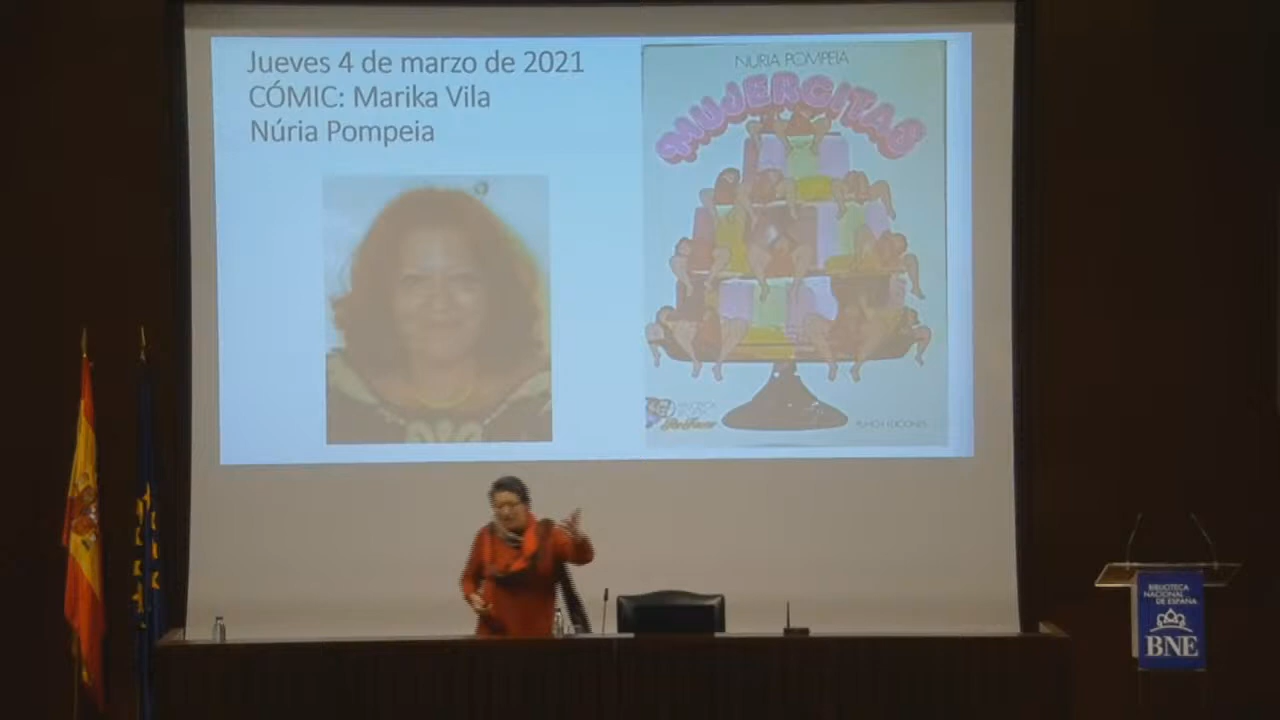 Jueves 4 de marzo de 2021
CÓMIC: Marika Vila
Núria Pompeia
NÚRIA POMPEIA
MUJERCITAS
BIBLIOTECA
NACIONAL
DE ESPAÑA
BNE